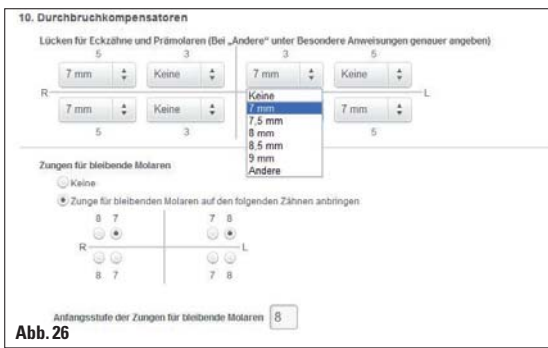 10. Durchbruchkompensatoren
Lücken für Eckzähne und Prämolaren (Bei „Andere“ unter Besondere Anweisungen genauer angeben)
5 3 3 5
7 mm Keine 7 mm Keine
R L
7 mm Keine Keine 7 mm
7 mm
7,5 mm
8 mm
8,5 mm
9 mm
Andere
5 3 5
Zungen für bleibende Molaren
Keine
Zunge für bleibenden Molaren auf den folgenden Zähnen anbringen
8 7 7 8
R L
8 7 7 8
Anfangsstufe der Zungen für bleibende Molaren 8
Abb. 26